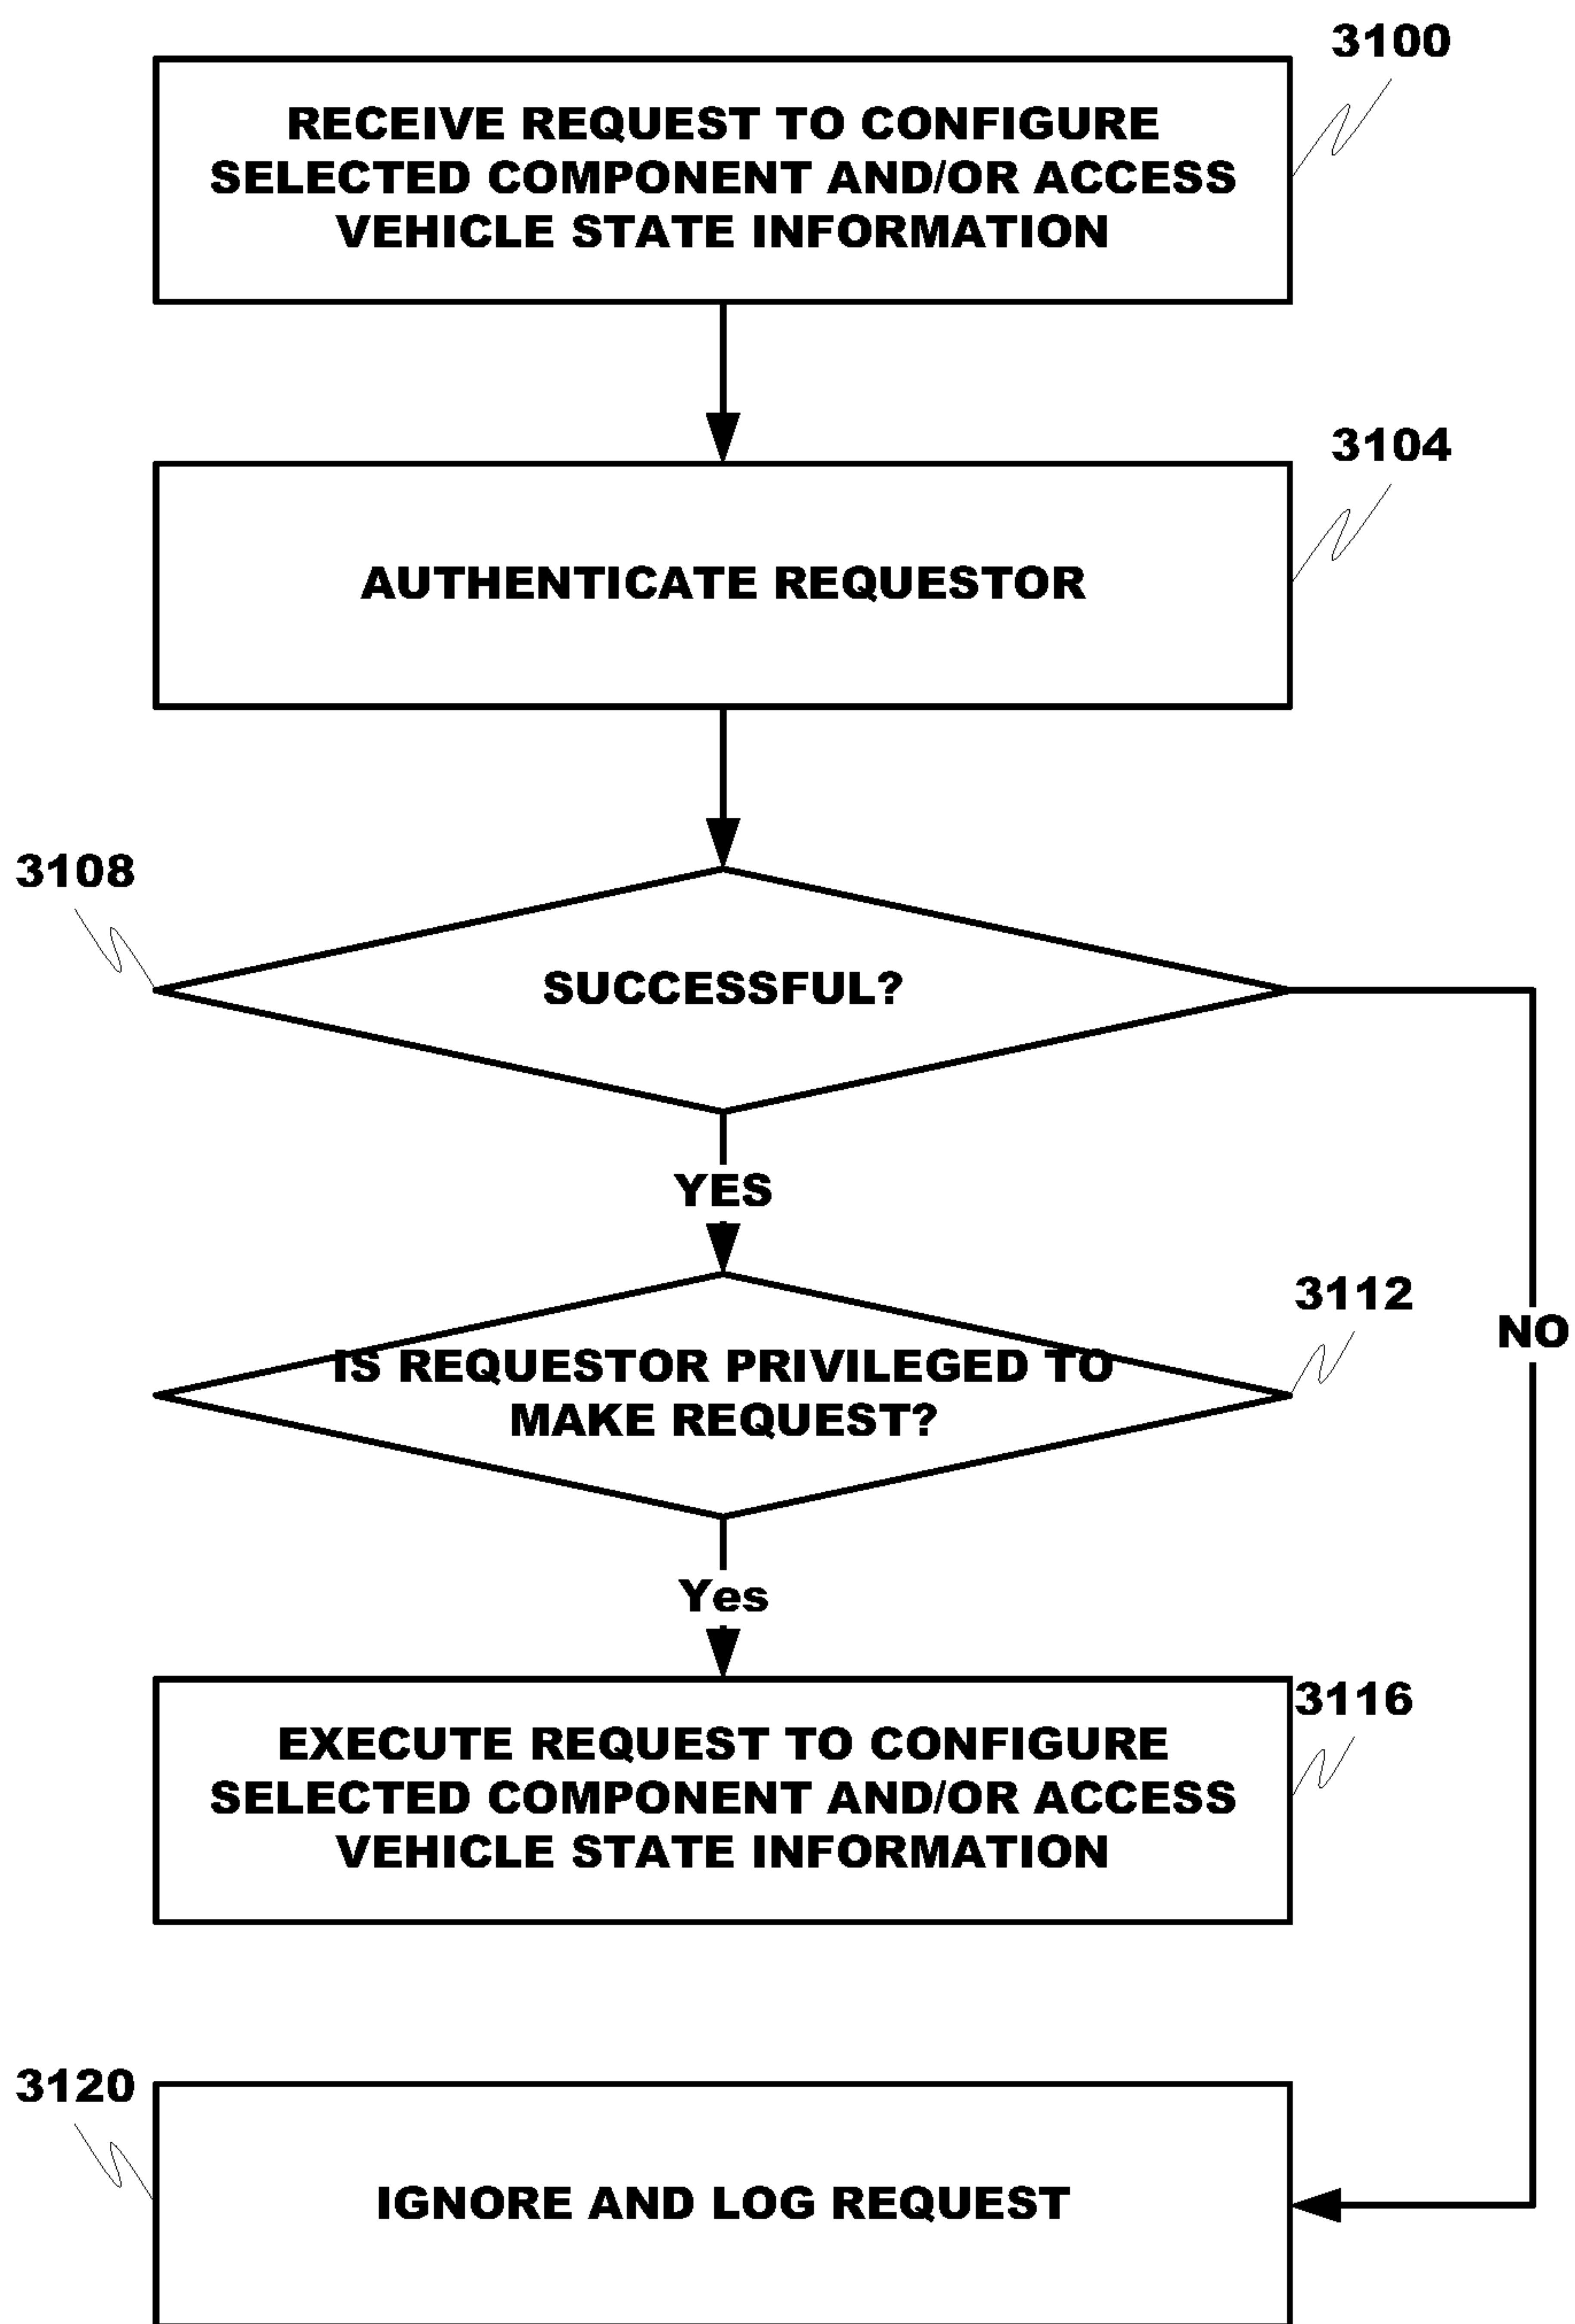 3100
RECEIVE REQUEST TO CONFIGURE
SELECTED COMPONENT AND/OR ACCESS
VEHICLE STATE INFORMATION
3104
AUTHENTICATE REQUESTOR
3108
SUCCESSFUL?
YES
3112
NO
IS REQUESTOR PRIVILEGED TO
MAKE REQUEST?
Yes
3116
EXECUTE REQUEST TO CONFIGURE
SELECTED COMPONENT AND/OR ACCESS
VEHICLE STATE INFORMATION
3120
IGNORE AND LOG REQUEST